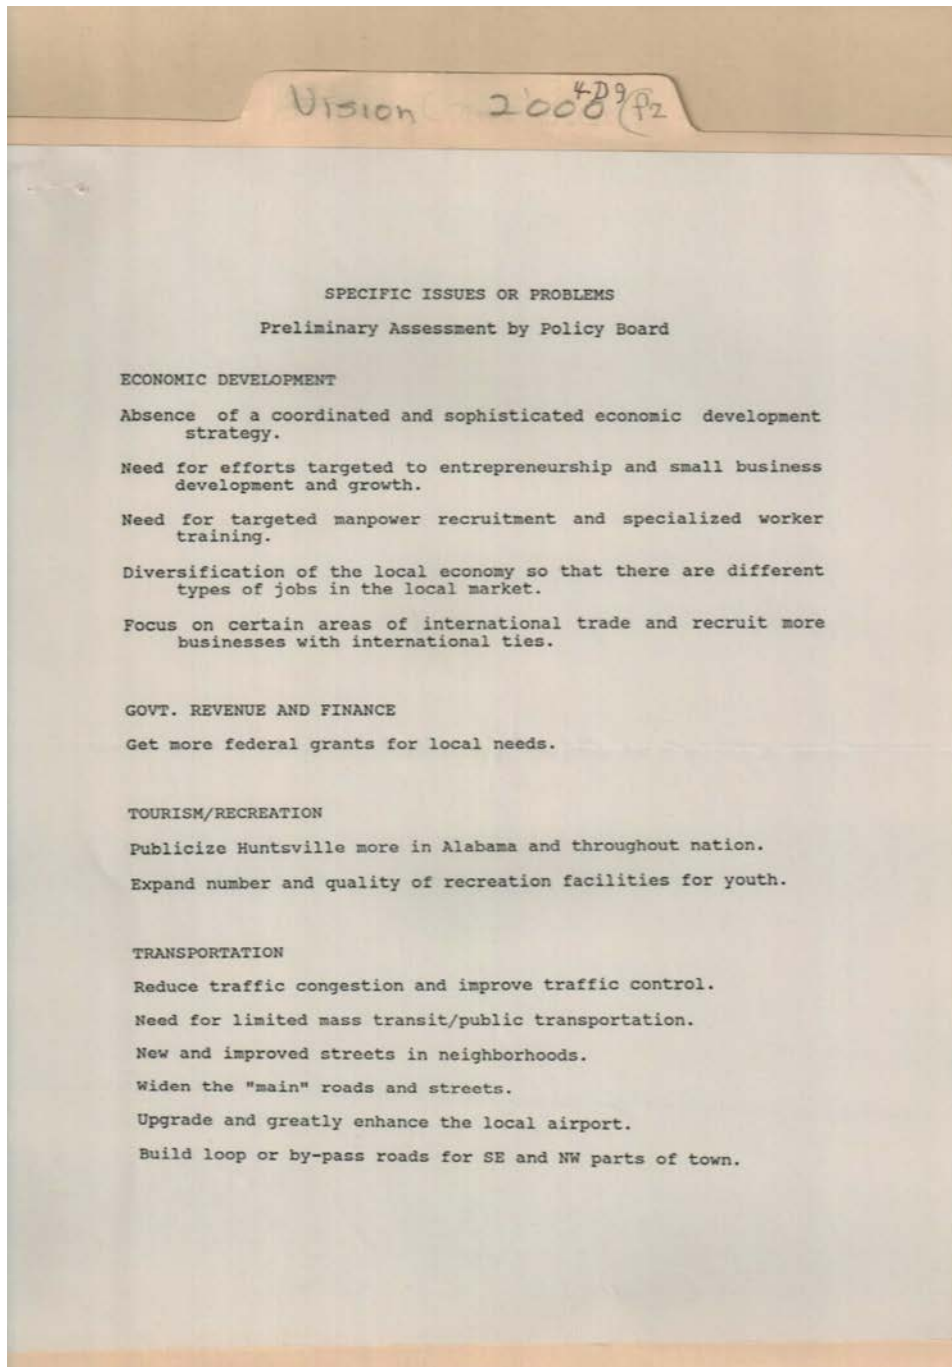 Vision 2000
4D9 P2
SPECIFIC ISSUES OR PROBLEMS
Preliminary Assessment by Policy Board
ECONOMIC DEVELOPMENT
Absence of a coordinated and sophisticated economic development
strategy.
Need for efforts targeted to entrepreneurship and small business
development and growth.
Need for targeted manpower recruitment and specialized worker
training.
Diversification of the local economy so that there are different
types of jobs in the local market.
Focus on certain areas of international trade and recruit more
businesses with international ties.
GOVT. REVENUE AND FINANCE
Get more federal grants for local needs.
TOURISM/RECREATION
Publicize Huntsville more in Alabama and throughout nation.
Expand number and quality of recreation facilities for youth.
TRANSPORTATION
Reduce traffic congestion and improve traffic control.
Need for limited mass transit/public transportation.
New and improved streets in neighborhoods.
Widen the "main" roads and streets.
Upgrade and greatly enhance the local airport.
Build loop or by-pass roads for SE and NW parts of town.